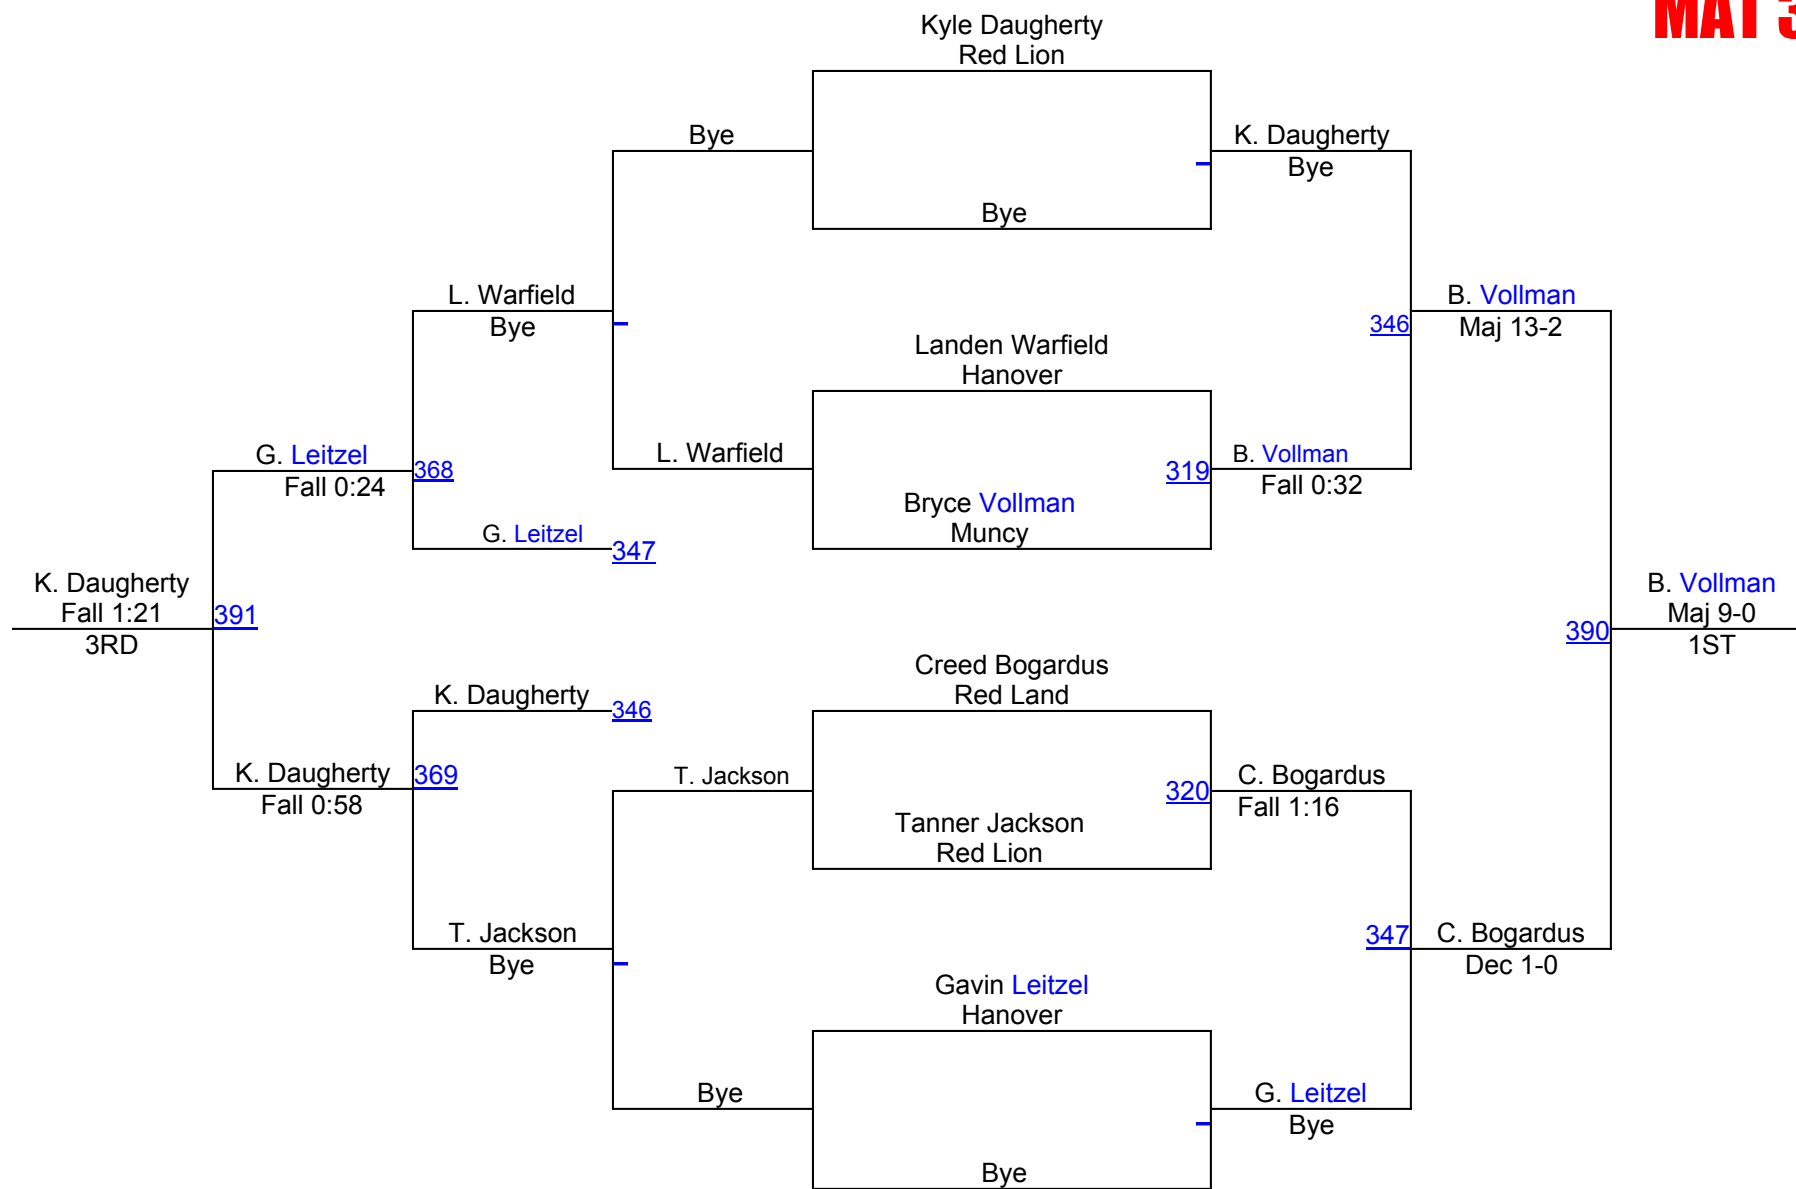 MAT 3
Kyle Daugherty
Red Lion
Bye
K. Daugherty
Bye
Bye
L. Warfield
Bye
B. Vollman
346
Maj 13-2
Landen Warfield
Hanover
G. Leitzel
368
Fall 0:24
L. Warfield
319
B. Vollman
Fall 0:32
Bryce Vollman
Muncy
G. Leitzel
347
K. Daugherty
Fall 1:21
391
3RD
B. Vollman
Maj 9-0
390
1ST
Creed Bogardus
Red Land
K. Daugherty
346
K. Daugherty
369
Fall 0:58
T. Jackson
320
C. Bogardus
Fall 1:16
Tanner Jackson
Red Lion
T. Jackson
Bye
347
C. Bogardus
Dec 1-0
Gavin Leitzel
Hanover
Bye
G. Leitzel
Bye
Bye